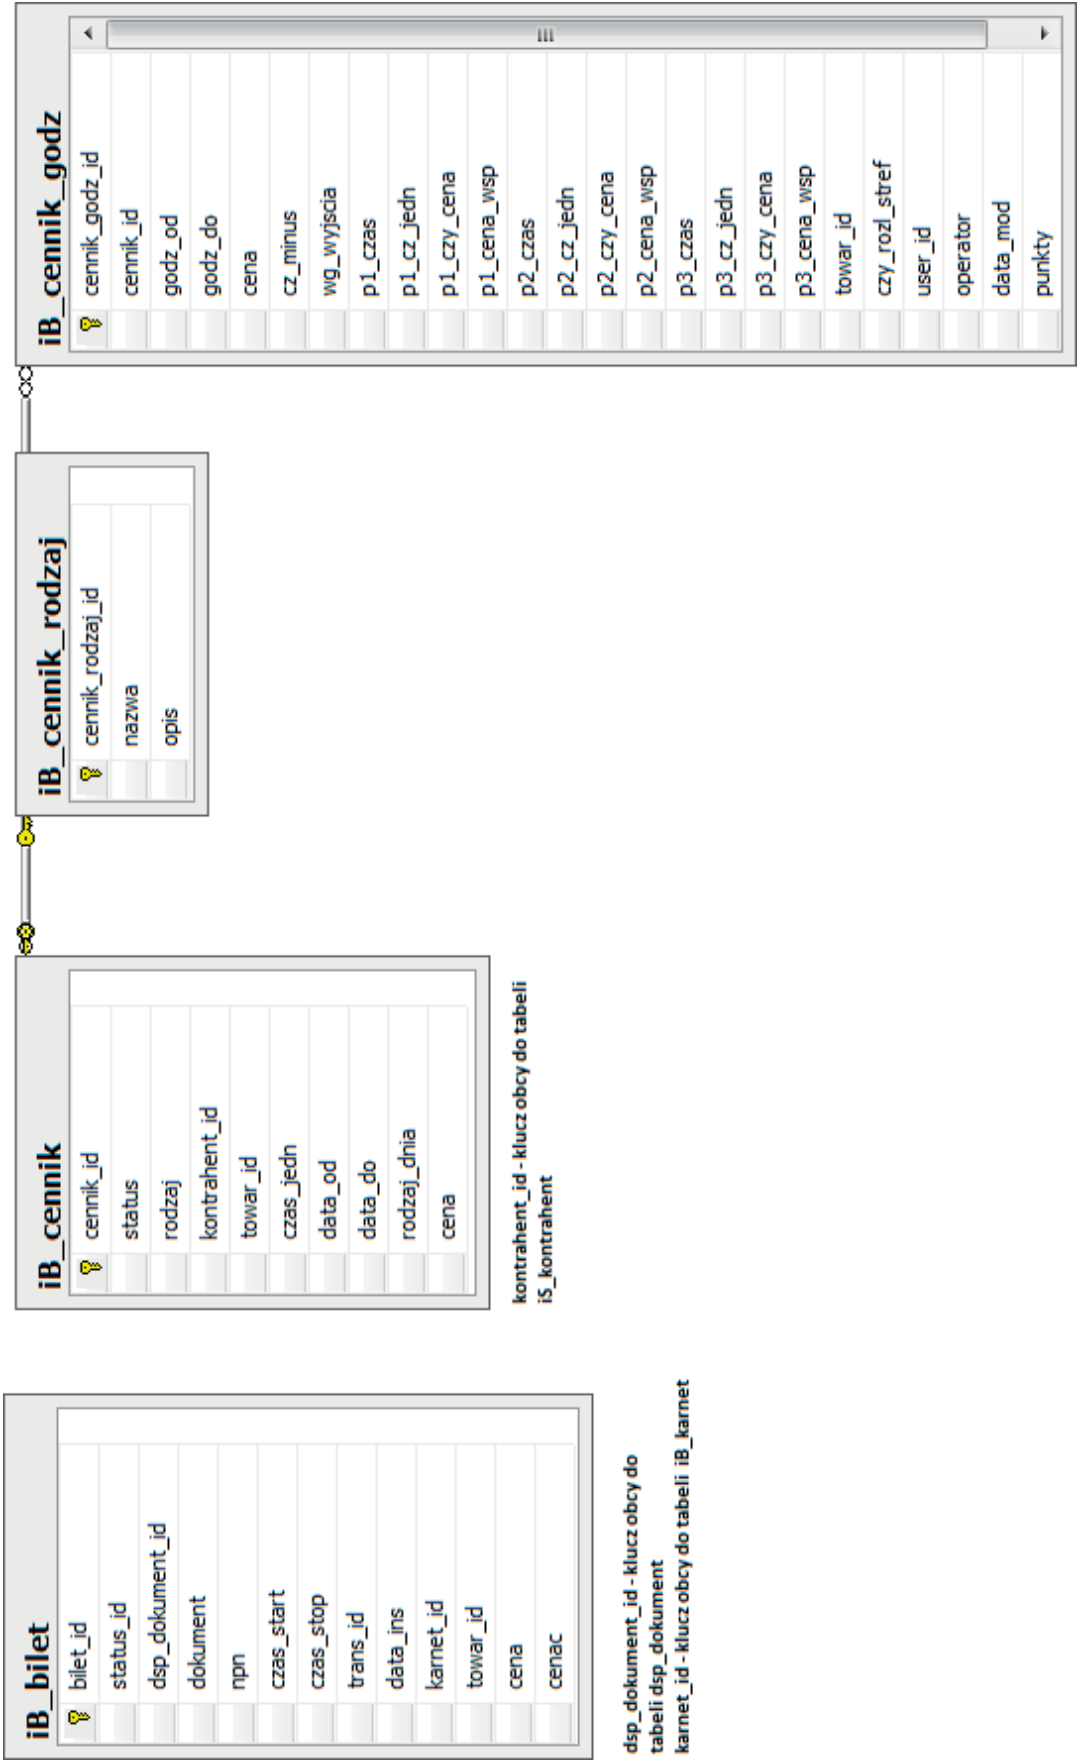 iB_bilet
bilet_id
status_id
dsp_dokument_id
dokument
npn
czas_start
czas_stop
trans_id
data_ins
karnet_id
towar_id
cena
cenac
dsp_dokument_id - klucz obcy do
tabeli dsp_dokument
karnet_id - klucz obcy do tabeli iB_karnet
iB_cennik
cennik_id
status
rodzaj
kontrahent_id
towar_id
czas_jedn
data_od
data_do
rodzaj_dnia
cena
kontrahent_id - klucz obcy do tabeli
iS_kontrahent
iB_cennik_rodzaj
cennik_rodzaj_id
nazwa
opis
iB_cennik_godz
cennik_godz_id
cennik_id
godz_od
godz_do
cena
cz_minus
wg_wyjscia
p1_czas
p1_cz_jedn
p1_czy_cena
p1_cena_wsp
p2_czas
p2_cz_jedn
p2_czy_cena
p2_cena_wsp
p3_czas
p3_cz_jedn
p3_czy_cena
p3_cena_wsp
towar_id
czy_rozl_stref
user_id
operator
data_mod
punkty